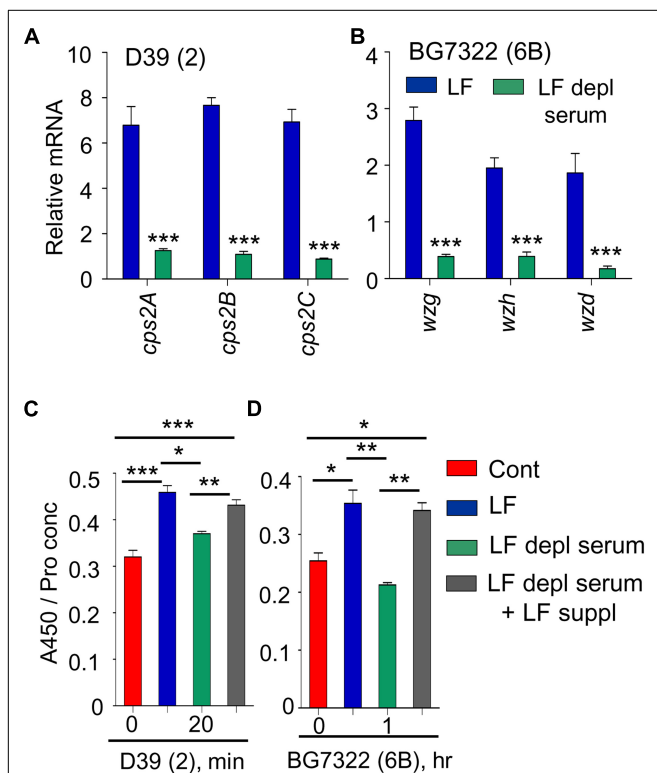 A
D39 (2)
Relative mRNA
10
8
6
4
2
0
***
***
***
cps2A
cps2B
cps2C
B
BG7322 (6B)
LF
LF depl
serum
4
3
2
1
0
***
***
***
wzg
wzh
wzd
C
A450 / Pro conc
0.5
0.4
0.3
0.2
0.1
0
***
***
*
**
0
20
D39 (2), min
D
0.4
0.3
0.2
0.1
0
*
**
*
**
0
1
BG7322 (6B), hr
Cont
LF
LF depl serum
LF depl serum
+ LF suppl